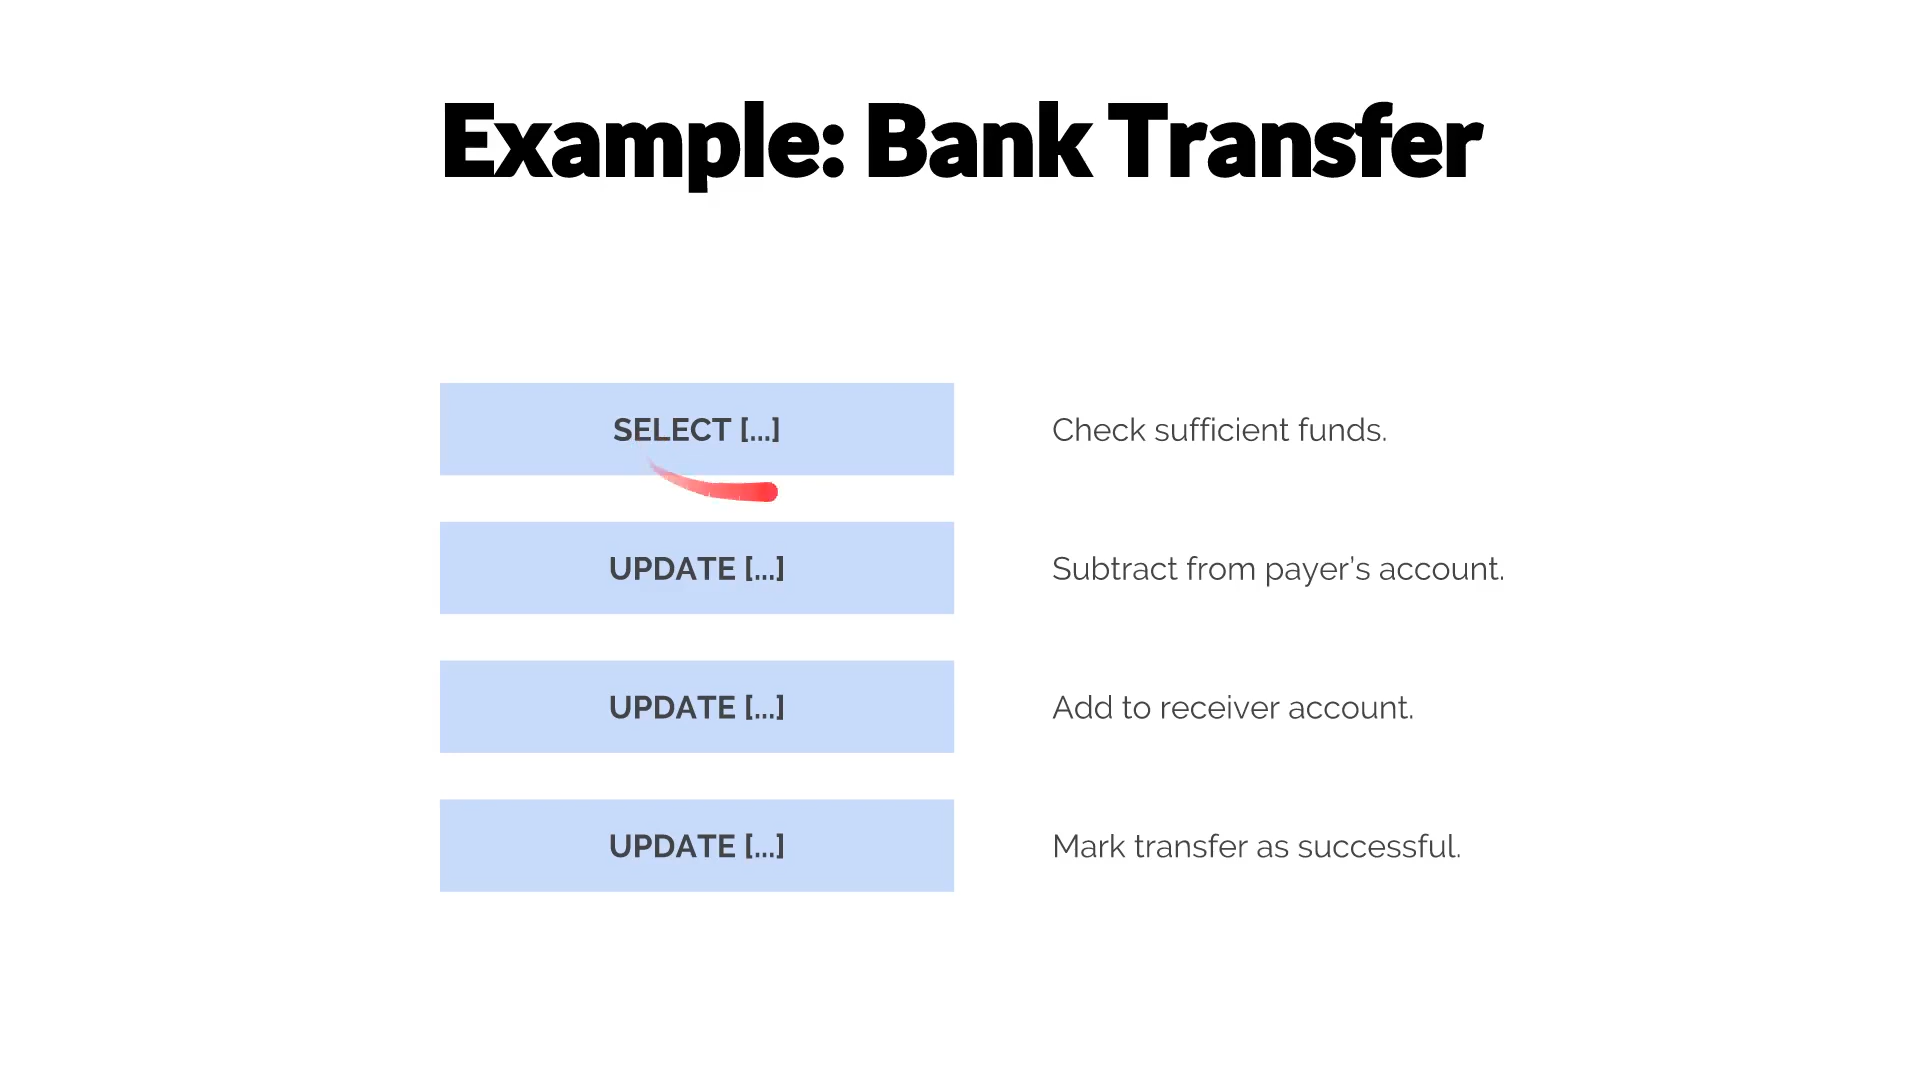 Example: Bank Transfer
SELECT [...] Check sufficient funds.
UPDATE [...] Subtract from payer’s account.
UPDATE [...] Add to receiver account.
UPDATE [...] Mark transfer as successful.